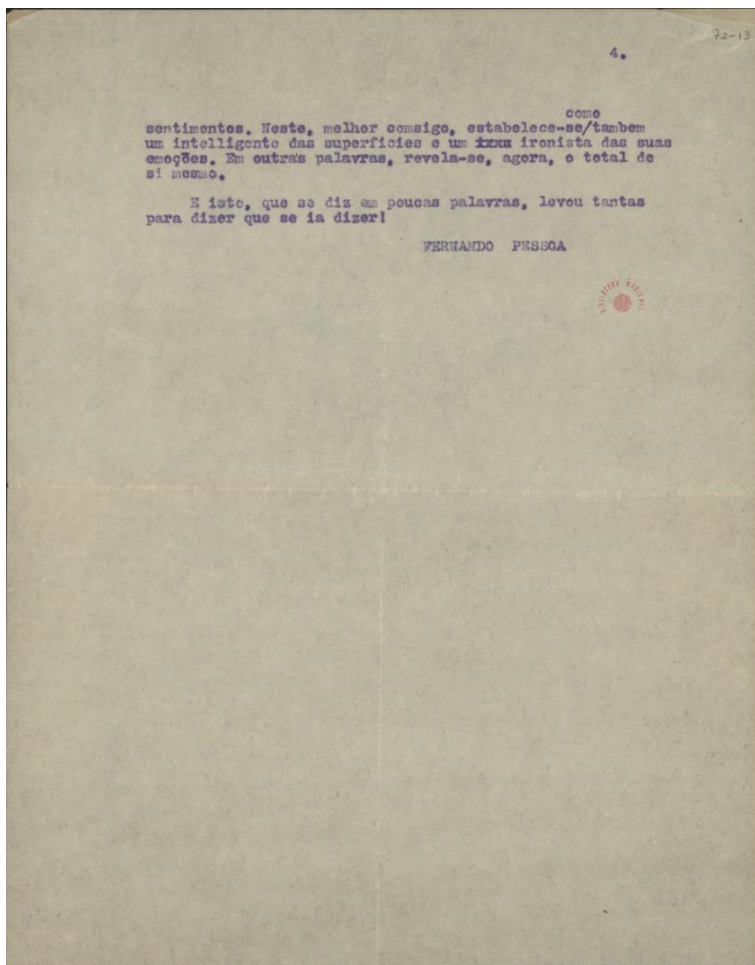 72-13
4.
como
sentimentos. Neste, melhor comsigo, estabelece-se/tambem
um intelligente das superficies e um ironista das suas
emoções. Em outras palavras, revela-se, agora, o total de
si mesmo.
E isto, que se diz em poucas palavras, levou tantas
para dizer que se ia dizer!
FERNANDO PESSOA
BIBLIOTECA NACIONAL